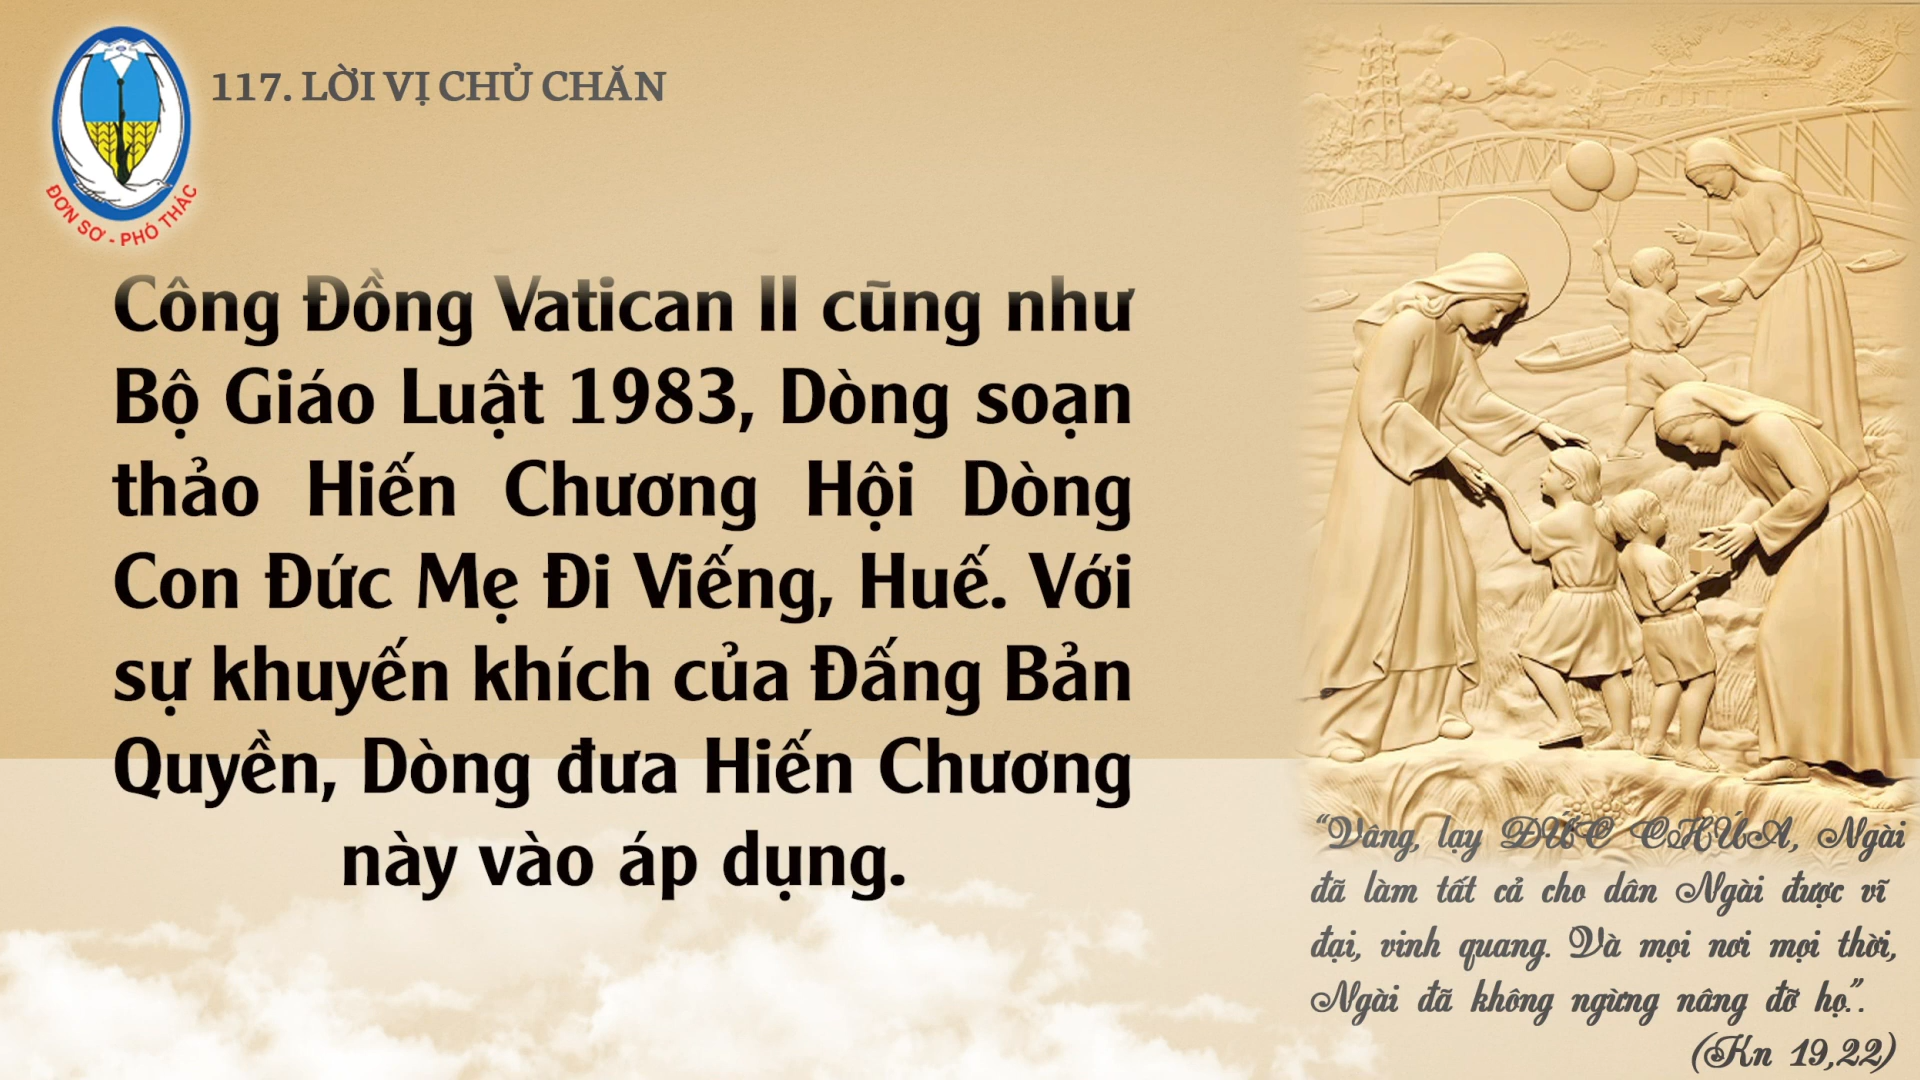 117. LỜI VỊ CHỦ CHĂN
ĐƠN SƠ - PHÓ THÁC
Công Đồng Vatican II cũng như
Bộ Giáo Luật 1983, Dòng soạn
thảo Hiến Chương Hội Dòng
Con Đức Mẹ Đi Viếng, Huế. Với
sự khuyến khích của Đấng Bản
Quyền, Dòng đưa Hiến Chương
này vào áp dụng.
“Vâng, lạy ĐỨC CHÚA, Ngài
đã làm tất cả cho dân Ngài được vĩ
đại, vinh quang. Và mọi nơi mọi thời,
Ngài đã không ngừng nâng đỡ họ”.
(Kn 19,22)